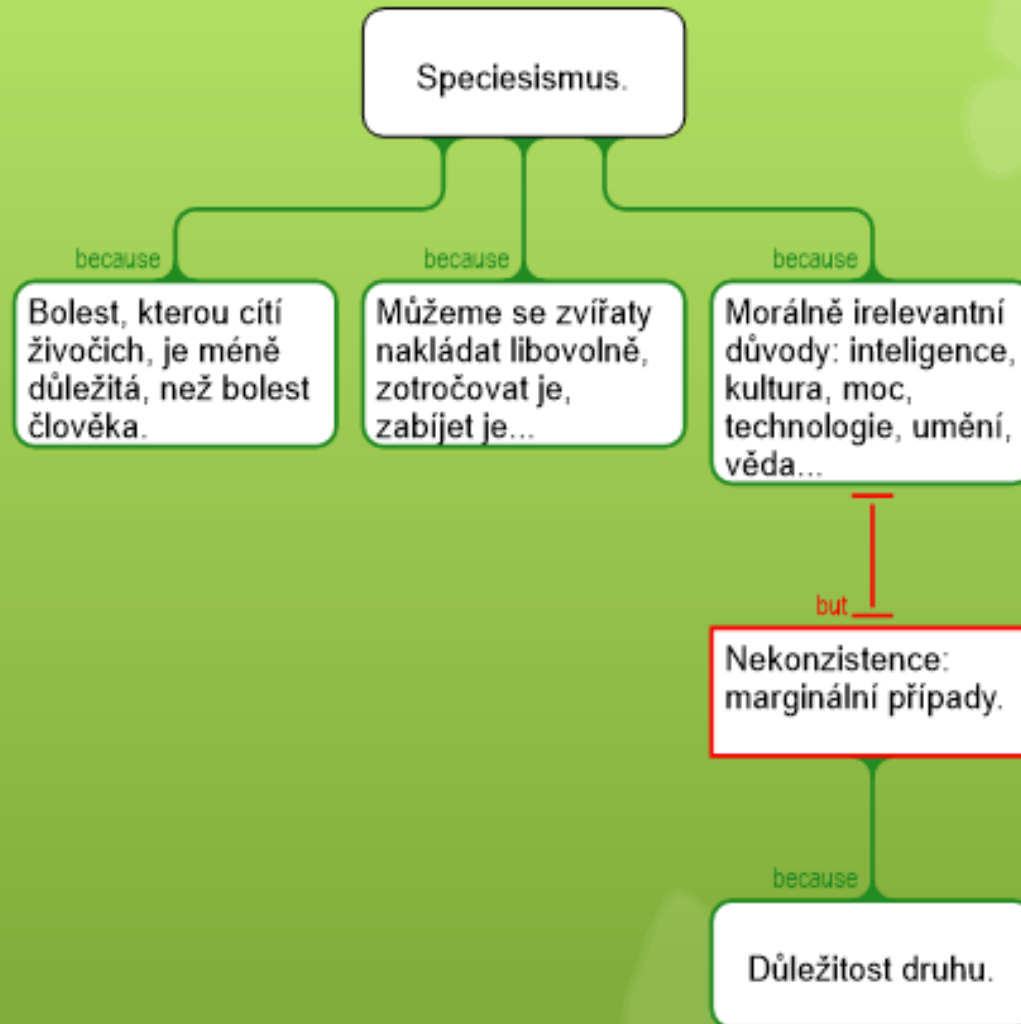 Speciesismus.
because
because
because
Bolest, kterou cítí
živočich, je méně
důležitá, než bolest
člověka.
Můžeme se zvířaty
nakládat libovolně,
zotročovat je,
zabíjet je...
Morálně irelevantní
důvody: inteligence,
kultura, moc,
technologie, umění,
věda...
but
Nekonzistence:
marginální případy.
because
Důležitost druhu.